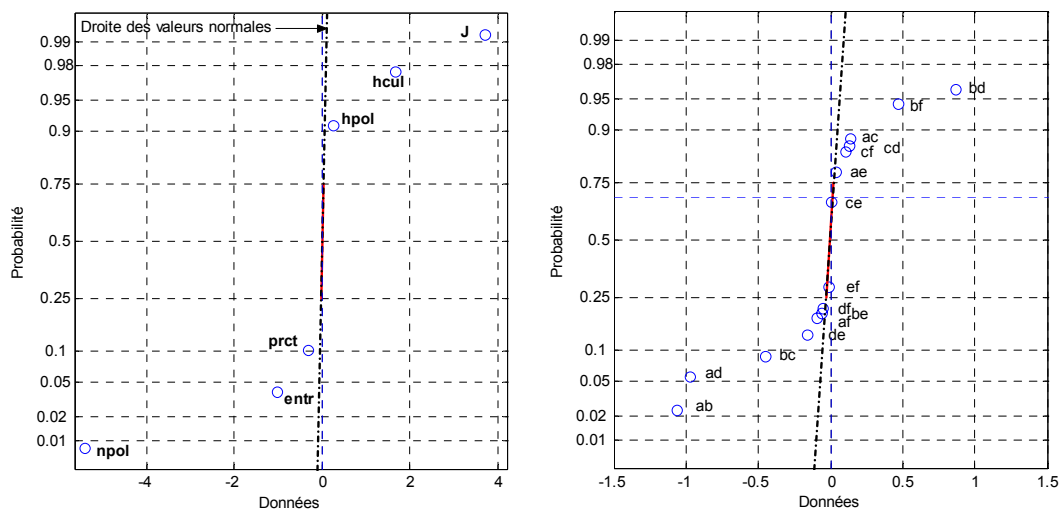 Droite des valeurs normales
Probabilité
0.99
0.98
0.95
0.9
0.75
0.5
0.25
0.1
0.05
0.02
0.01
J
hcul
hpol
prct
entr
npol
-4
-2
0
2
4
Données
Probabilité
0.99
0.98
0.95
0.9
0.75
0.5
0.25
0.1
0.05
0.02
0.01
bd
bf
ac
cd
cf
ae
ce
ef
df
be
af
de
bc
ad
ab
-1.5
-1
-0.5
0
0.5
1
1.5
Données